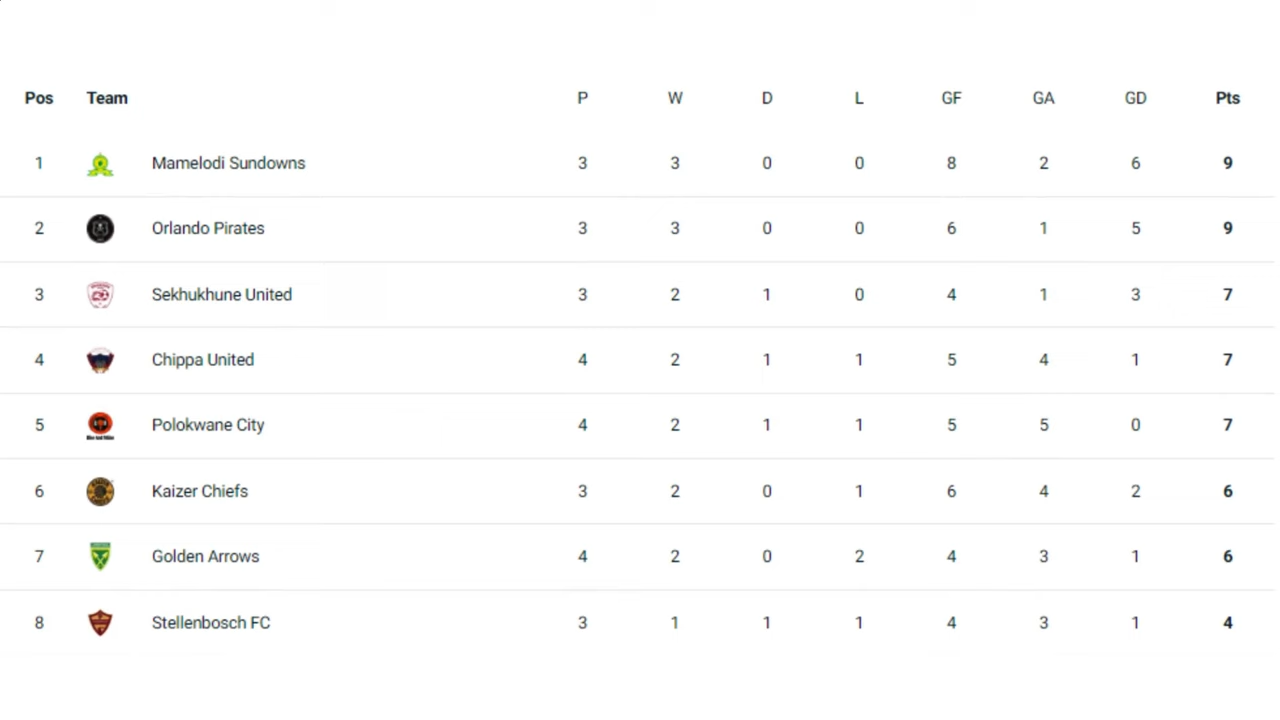 Pos Team P W D L GF GA GD Pts
1 Mamelodi Sundowns 3 3 0 0 8 2 6 9
2 Orlando Pirates 3 3 0 0 6 1 5 9
3 Sekhukhune United 3 2 1 0 4 1 3 7
4 Chippa United 4 2 1 1 5 4 1 7
5 Polokwane City 4 2 1 1 5 5 0 7
6 Kaizer Chiefs 3 2 0 1 6 4 2 6
7 Golden Arrows 4 2 0 2 4 3 1 6
8 Stellenbosch FC 3 1 1 1 4 3 1 4